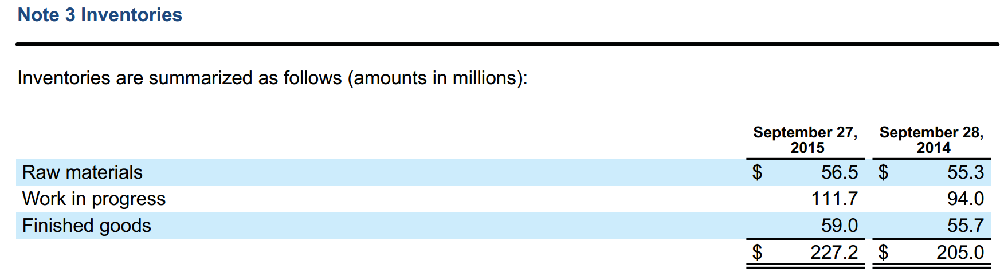 Note 3 Inventories
Inventories are summarized as follows (amounts in millions):
September 27, September 28,
2015 2014
Raw materials $ 56.5 $ 55.3
Work in progress 111.7 94.0
Finished goods 59.0 55.7
$ 227.2 $ 205.0